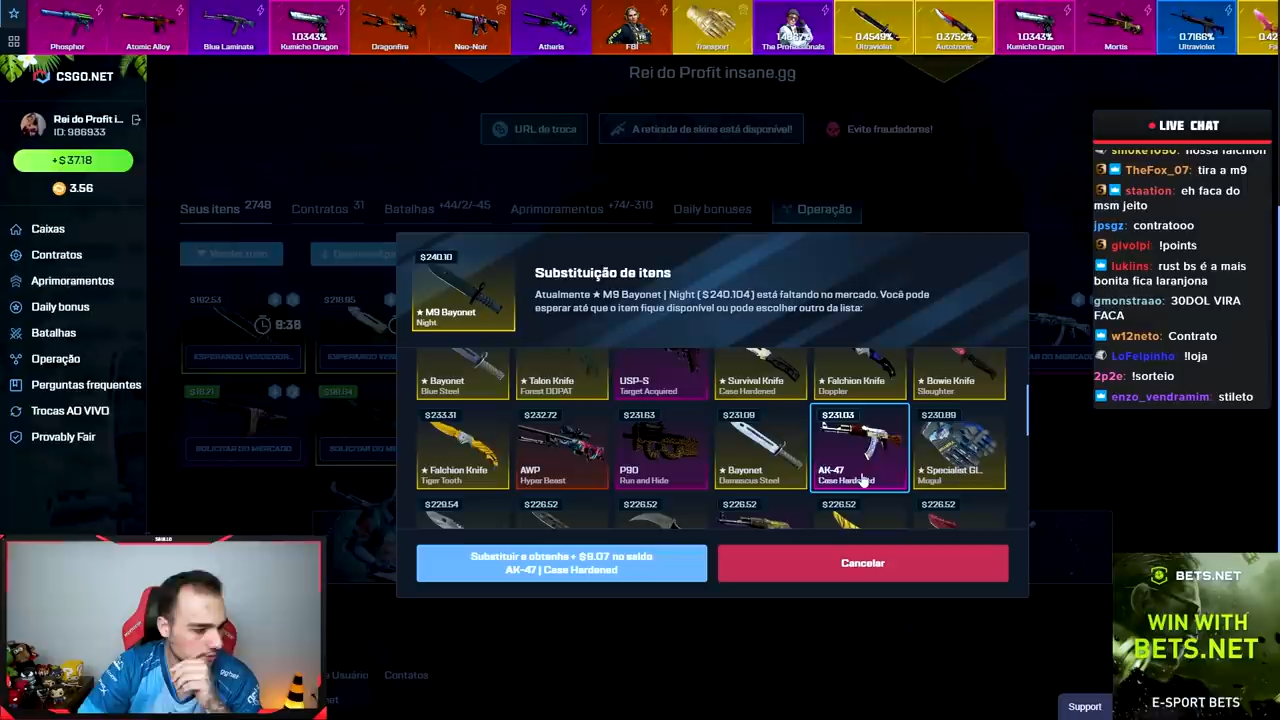 Phosphor
Atomic Alloy
Blue Laminate
1.0343%
Kumicho Dragon
Dragonfire
Neo-Noir
Atheris
FBI
Transport
The Professionals
0.4549%
Ultraviolet
0.3752%
Autotronic
1.0343%
Kumicho Dragon
Mortis
0.7166%
Ultraviolet
CSGO.NET
Rei do Profit insane.gg
Rei do Profit i...
ID: 986933
+$37.18
3.56
URL de troca
A retirada de skins está disponível!
Evite fraudadores!
Seus itens 2748
Contratos 31
Batalhas +44/2/-45
Aprimoramentos +74/-310
Daily bonuses
Operação
Caixas
Contratos
Aprimoramentos
Daily bonus
Batalhas
Operação
Perguntas frequentes
Trocas AO VIVO
Provably Fair
$240.10
★ M9 Bayonet
Night
Substituição de itens
Atualmente ★ M9 Bayonet | Night ($240.104) está faltando no mercado. Você pode
esperar até que o item fique disponível ou pode escolher outro da lista:
★ Bayonet
Blue Steel
★ Talon Knife
Forest DDPAT
USP-S
Target Acquired
★ Survival Knife
Case Hardened
★ Falchion Knife
Doppler
★ Bowie Knife
Slaughter
$233.31
★ Falchion Knife
Tiger Tooth
$232.72
AWP
Hyper Beast
$231.63
P90
Run and Hide
$231.09
★ Bayonet
Damascus Steel
$231.03
AK-47
Case Hardened
$230.89
★ Specialist Gl...
Mogul
$229.54
$226.52
$226.52
$226.52
$226.52
$226.52
Substituir e obtenha + $9.07 no saldo
AK-47 | Case Hardened
Cancelar
9:38
SOLICITAR DO MERCADO
LIVE CHAT
TheFox_07: tira a m9
staation: eh faca do
msm jeito
jpsgz: contratooo
givolpi: !points
lukiins: rust bs é a mais
bonita fica laranjona
gmonstraao: 30DOL VIRA
FACA
w12neto: Contrato
LoFelpinho: !loja
2p2e: !sorteio
enzo_vendramim: stileto
BETS.NET
WIN WITH
BETS.NET
E-SPORT BETS
Usuário
Contatos
Support